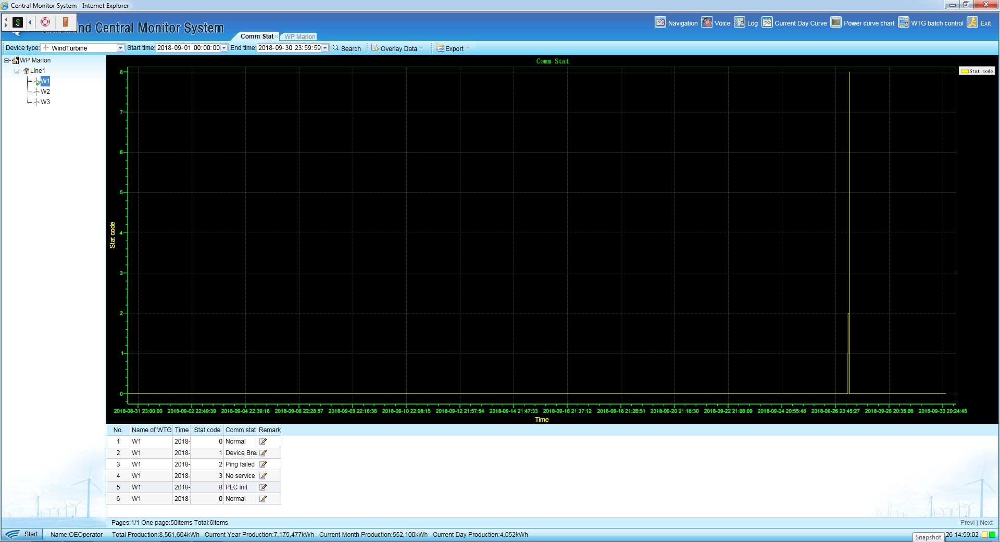 Central Monitor System - Internet Explorer
nd Central Monitor System
Navigation Voice Log Current Day Curve Power curve chart WTG batch control Exit
Comm Stat WP Marion
Device type: WindTurbine Start time: 2018-09-01 00:00:00 End time: 2018-09-30 23:59:59 Search Overlay Data Export
WP Marion
Line1
W1
W2
W3
Comm Stat
Stat code
8
7
6
5
4
3
2
1
0
Stat code
2018-08-31 23:00:00 2018-09-02 22:49:39 2018-09-04 22:39:18 2018-09-06 22:28:57 2018-09-08 22:18:36 2018-09-10 22:08:15 2018-09-12 21:57:54 2018-09-14 21:47:33 2018-09-16 21:37:12 2018-09-18 21:26:51 2018-09-20 21:16:30 2018-09-22 21:06:09 2018-09-24 20:55:48 2018-09-26 20:45:27 2018-09-28 20:35:06 2018-09-30 20:24:45
Time
No. Name of WTG Time Stat code Comm stat Remark
1 W1 2018- 0 Normal
2 W1 2018- 1 Device Bre
3 W1 2018- 2 Ping failed
4 W1 2018- 3 No service
5 W1 2018- 8 PLC init
6 W1 2018- 0 Normal
Pages:1/1 One page:50items Total:6items Previ | Next
Start Name:OEOperator Total Production:8,561,604kWh Current Year Production:7,175,477kWh Current Month Production:552,100kWh Current Day Production:4,052kWh -26 14:59:02
Snapshot